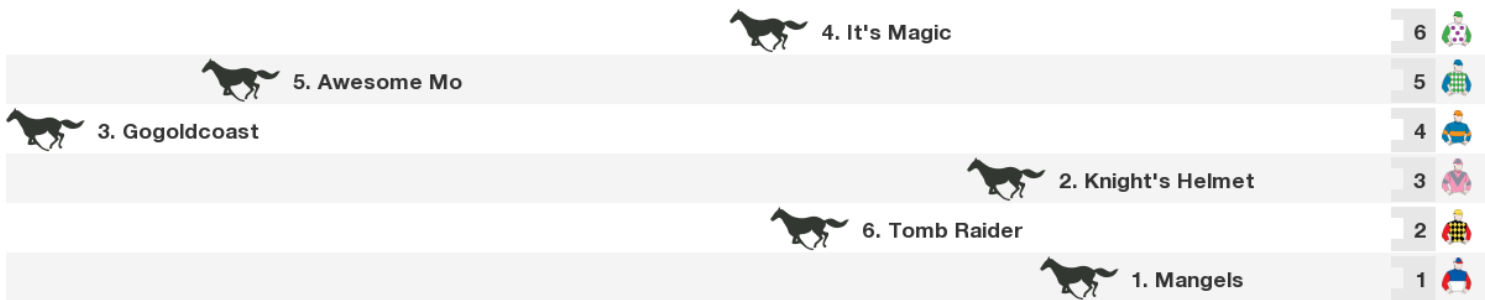 4. It's Magic 6
5. Awesome Mo 5
3. Gogoldcoast 4
2. Knight's Helmet 3
6. Tomb Raider 2
1. Mangels 1